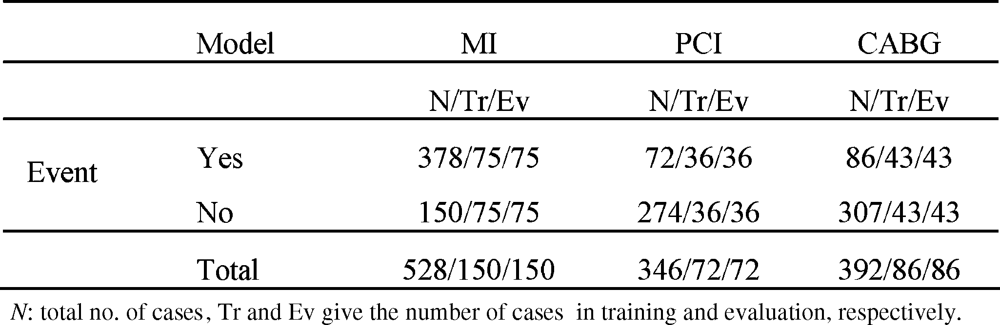 Model MI PCI CABG
N/Tr/Ev N/Tr/Ev N/Tr/Ev
Event Yes 378/75/75 72/36/36 86/43/43
No 150/75/75 274/36/36 307/43/43
Total 528/150/150 346/72/72 392/86/86
N: total no. of cases, Tr and Ev give the number of cases in training and evaluation, respectively.